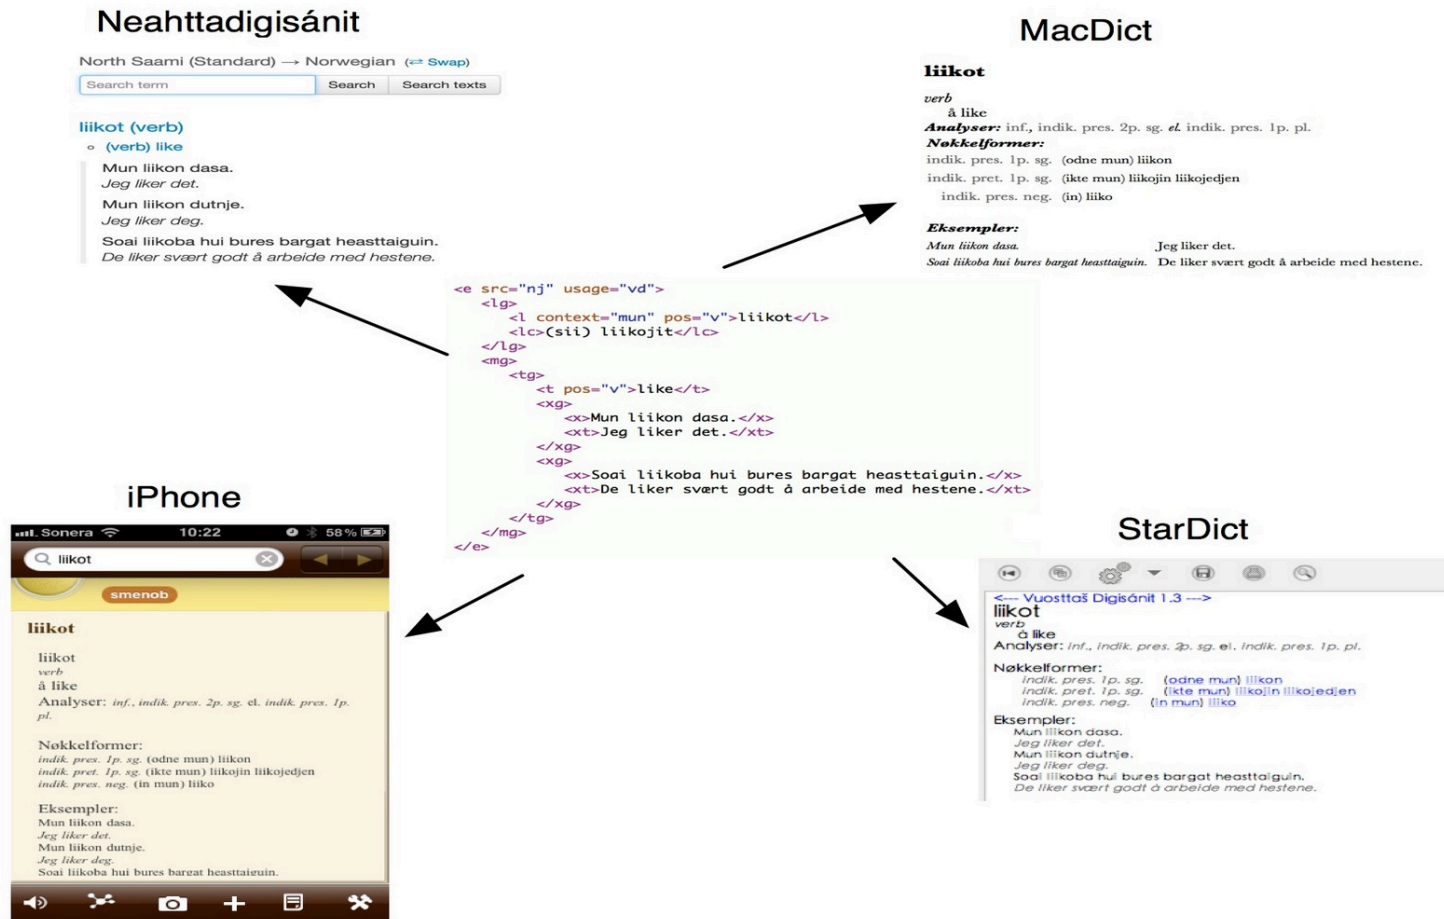 Neahttadigisánit
North Saami (Standard) → Norwegian (⇄ Swap)
Search term Search Search texts
liikot (verb)
(verb) like
Mun liikon dasa.
Jeg liker det.
Mun liikon dutnje.
Jeg liker deg.
Soai liikoba hui bures bargat heasttaiguin.
De liker svært godt å arbeide med hestene.
MacDict
liikot
verb
å like
Analyser: inf., indik. pres. 2p. sg. el. indik. pres. 1p. pl.
Nøkkelformer:
indik. pres. 1p. sg. (odne mun) liikon
indik. pret. 1p. sg. (ikte mun) liikojin liikojedjen
indik. pres. neg. (in) liiko
Eksempler:
Mun liikon dasa. Jeg liker det.
Soai liikoba hui bures bargat heasttaiguin. De liker svært godt å arbeide med hestene.
<e src="nj" usage="vd">
<lg>
<l context="mun" pos="v">liikot</l>
<lc>(sii) liikojit</lc>
</lg>
<mg>
<tg>
<t pos="v">like</t>
<xg>
<x>Mun liikon dasa.</x>
<xt>Jeg liker det.</xt>
</xg>
<xg>
<x>Soai liikoba hui bures bargat heasttaiguin.</x>
<xt>De liker svært godt å arbeide med hestene.</xt>
</xg>
</tg>
</mg>
</e>
iPhone
Sonera 10:22 58%
liikot
smenob
liikot
liikot
verb
å like
Analyser: inf., indik. pres. 2p. sg. el. indik. pres. 1p.
pl.
Nøkkelformer:
indik. pres. 1p. sg. (odne mun) liikon
indik. pret. 1p. sg. (ikte mun) liikojin liikojedjen
indik. pres. neg. (in mun) liiko
Eksempler:
Mun liikon dasa.
Jeg liker det.
Mun liikon dutnje.
Jeg liker deg.
Soai liikoba hui bures bargat heasttaiguin.
StarDict
<--- Vuosttaš Digisánit 1.3 --->
liikot
verb
å like
Analyser: inf., indik. pres. 2p. sg. el. indik. pres. 1p. pl.
Nøkkelformer:
indik. pres. 1p. sg. (odne mun) liikon
indik. pret. 1p. sg. (ikte mun) liikojin liikojedjen
indik. pres. neg. (in mun) liiko
Eksempler:
Mun liikon dasa.
Jeg liker det.
Mun liikon dutnje.
Jeg liker deg.
Soai liikoba hui bures bargat heasttaiguin.
De liker svært godt å arbeide med hestene.